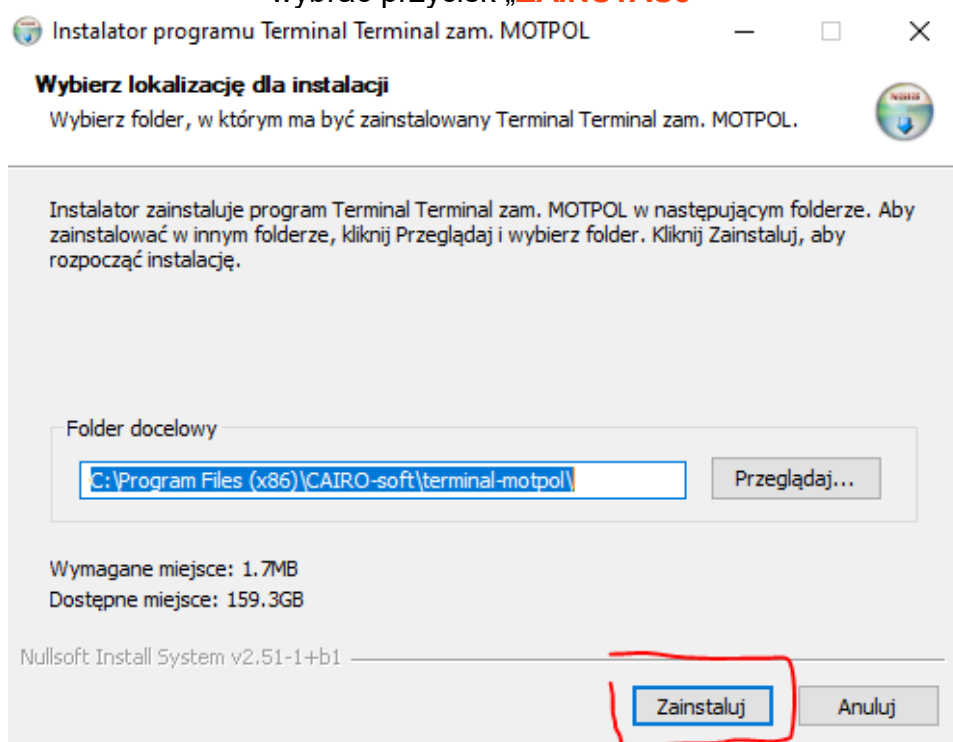 wybrać przycisk „ZAINSTALUJ”
Instalator programu Terminal Terminal zam. MOTPOL
Wybierz lokalizację dla instalacji
Wybierz folder, w którym ma być zainstalowany Terminal Terminal zam. MOTPOL.
Instalator zainstaluje program Terminal Terminal zam. MOTPOL w następującym folderze. Aby
zainstalować w innym folderze, kliknij Przeglądaj i wybierz folder. Kliknij Zainstaluj, aby
rozpocząć instalację.
Folder docelowy
C:\Program Files (x86)\CAIRO-soft\terminal-motpol\
Przeglądaj...
Wymagane miejsce: 1.7MB
Dostępne miejsce: 159.3GB
Nullsoft Install System v2.51-1+b1
Zainstaluj
Anuluj